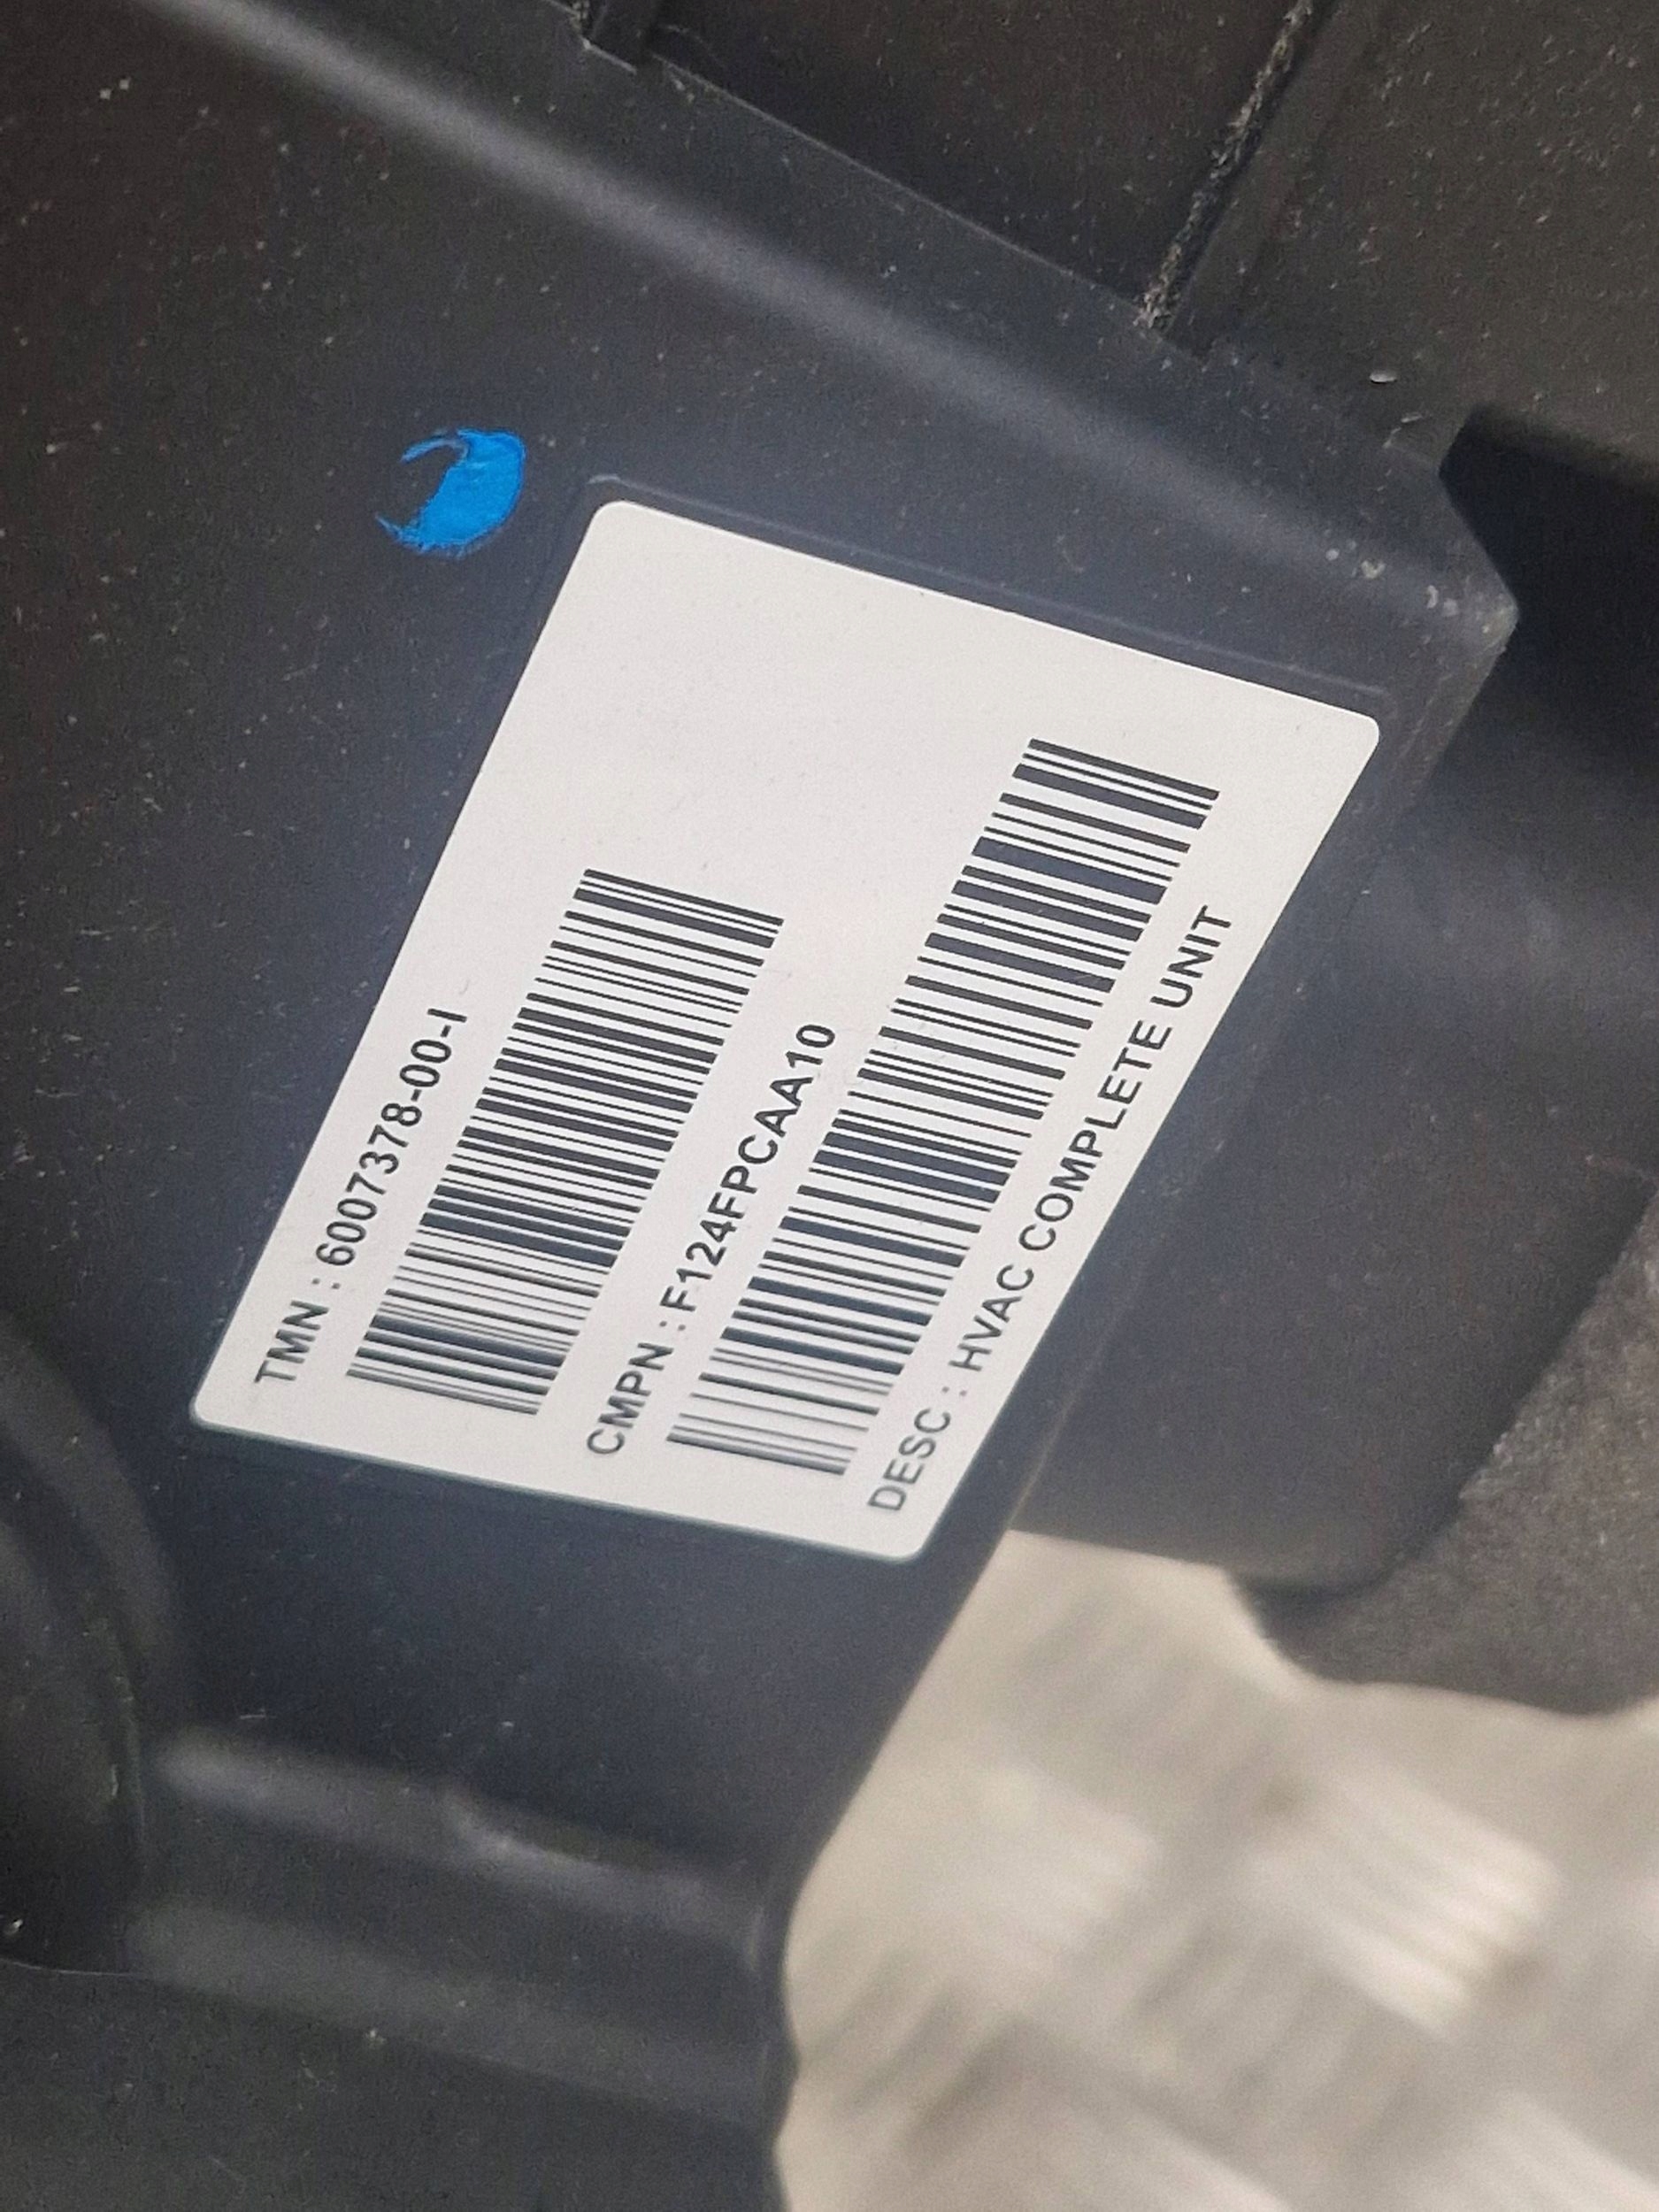 TMN : 6007378-00-I
CMPN : F124FPCAA10
DESC : HVAC COMPLETE UNIT